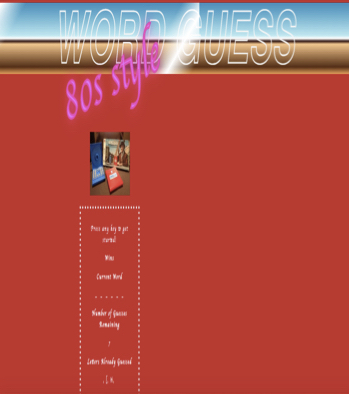 WORD GUESS
80s style
Press any key to get
started!
Wins
Current Word
_ _ _ _ _ _
Number of Guesses
Remaining
Letters Already Guessed